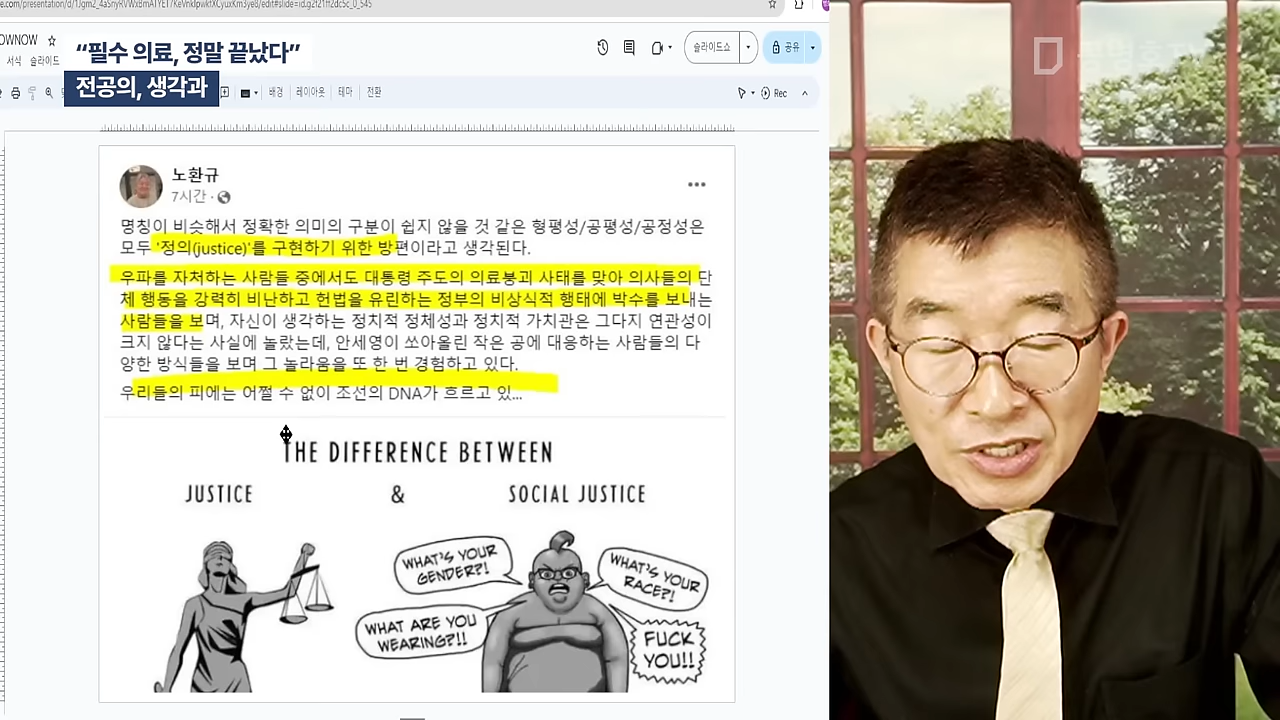 “필수 의료, 정말 끝났다”
전공의, 생각과
OWNOW
서식 슬라이드
슬라이드쇼
공유
배경 레이아웃 테마 전환
Rec
노환규
7시간
명칭이 비슷해서 정확한 의미의 구분이 쉽지 않을 것 같은 형평성/공평성/공정성은
모두 '정의(justice)'를 구현하기 위한 방편이라고 생각된다.
우파를 자처하는 사람들 중에서도 대통령 주도의 의료붕괴 사태를 맞아 의사들의 단
체 행동을 강력히 비난하고 헌법을 유린하는 정부의 비상식적 행태에 박수를 보내는
사람들을 보며, 자신이 생각하는 정치적 정체성과 정치적 가치관은 그다지 연관성이
크지 않다는 사실에 놀랐는데, 안세영이 쏘아올린 작은 공에 대응하는 사람들의 다
양한 방식들을 보며 그 놀라움을 또 한 번 경험하고 있다.
우리들의 피에는 어쩔 수 없이 조선의 DNA가 흐르고 있...
THE DIFFERENCE BETWEEN
JUSTICE & SOCIAL JUSTICE
WHAT'S YOUR
GENDER?!
WHAT'S YOUR
RACE?!
WHAT ARE YOU
WEARING?!!
FUCK
YOU!!